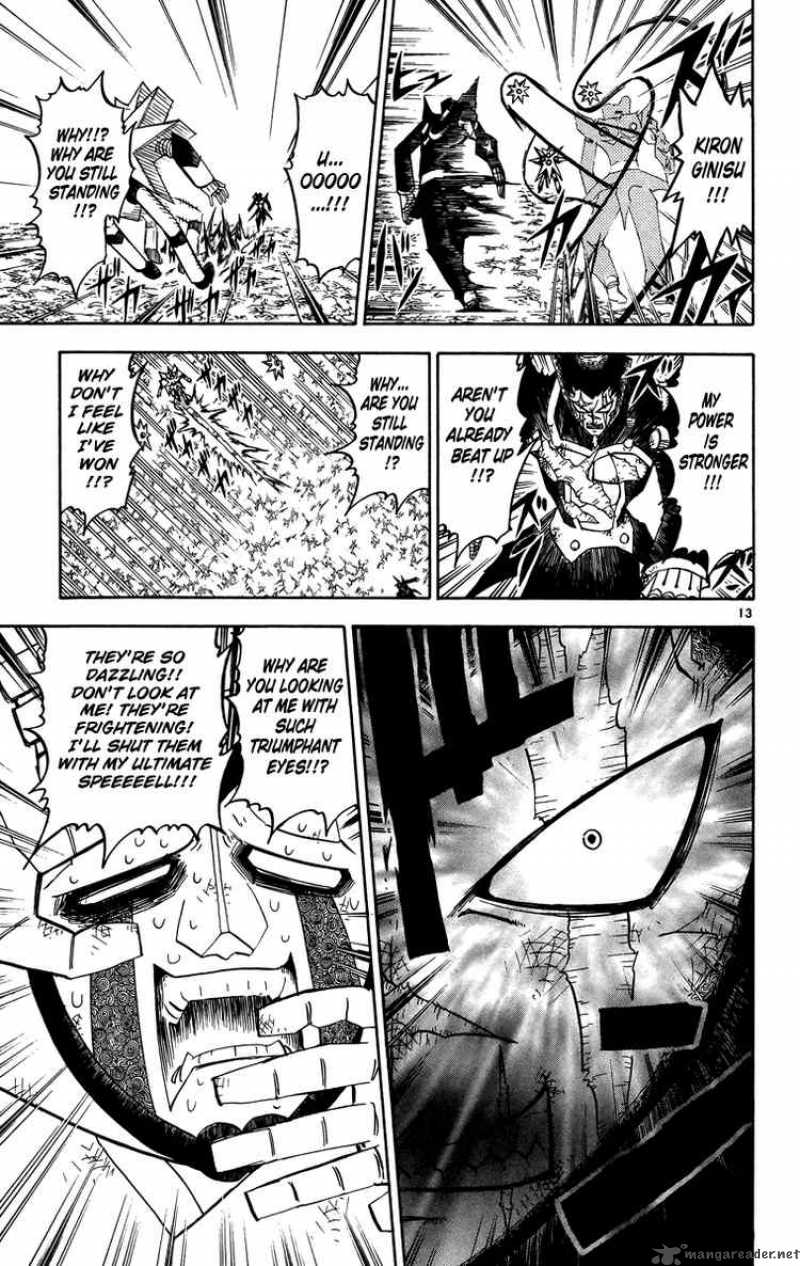 KIRON
GINISU
!!!
U...
OOOOO
...!!!
WHY!!?
WHY ARE
YOU STILL
STANDING
!!?
MY
POWER
IS
STRONGER
!!!
AREN'T
YOU
ALREADY
BEAT UP
!!?
WHY...
ARE YOU
STILL
STANDING
!?
WHY
DON'T
I FEEL
LIKE
I'VE
WON
!!?
13
WHY ARE
YOU LOOKING
AT ME WITH
SUCH
TRIUMPHANT
EYES!!?
THEY'RE SO
DAZZLING!!
DON'T LOOK AT
ME! THEY'RE
FRIGHTENING!
I'LL SHUT THEM
WITH MY ULTIMATE
SPEEEEELL!!!
mangareader.net